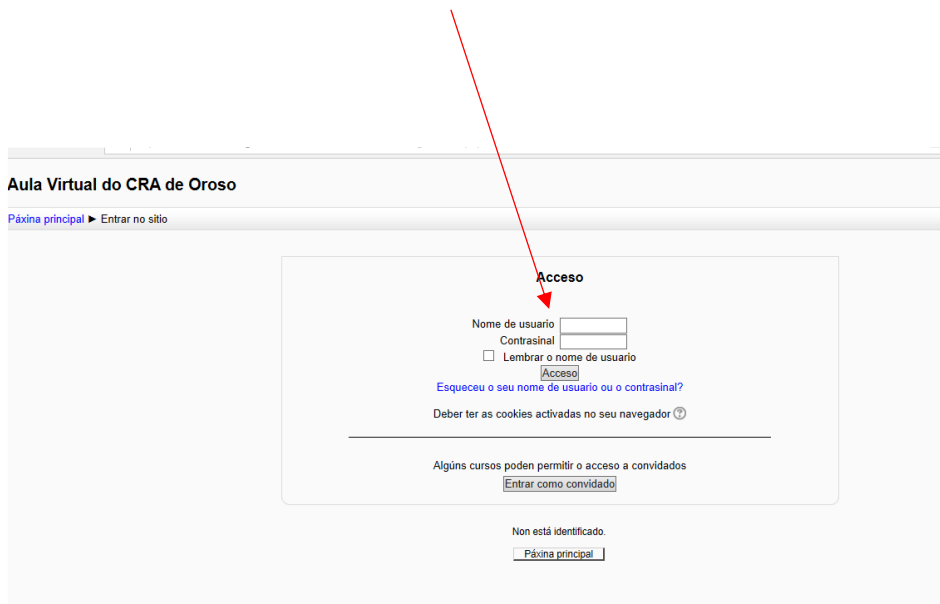 Aula Virtual do CRA de Oroso
Páxina principal ► Entrar no sitio
Acceso
Nome de usuario
Contrasinal
Lembrar o nome de usuario
Acceso
Esqueceu o seu nome de usuario ou o contrasinal?
Deber ter as cookies activadas no seu navegador ?
Algúns cursos poden permitir o acceso a convidados
Entrar como convidado
Non está identificado.
Páxina principal